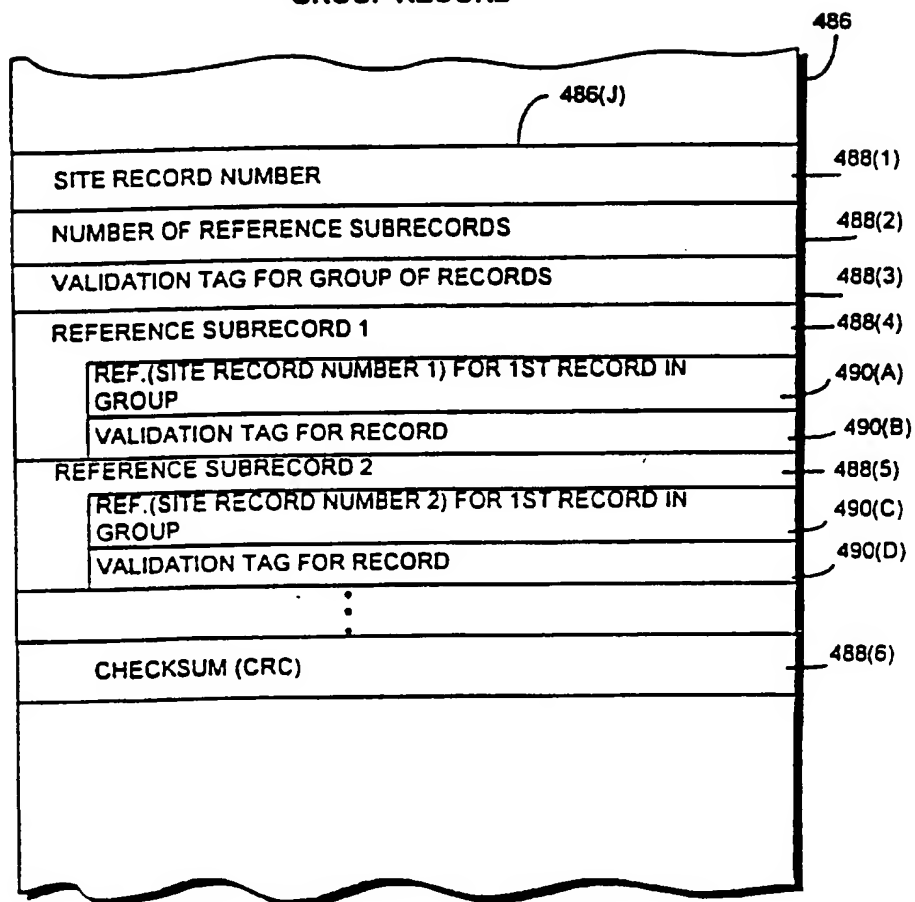 GROUP RECORD
486
486(J)
SITE RECORD NUMBER 488(1)
NUMBER OF REFERENCE SUBRECORDS 488(2)
VALIDATION TAG FOR GROUP OF RECORDS 488(3)
REFERENCE SUBRECORD 1 488(4)
REF.(SITE RECORD NUMBER 1) FOR 1ST RECORD IN
GROUP 490(A)
VALIDATION TAG FOR RECORD 490(B)
REFERENCE SUBRECORD 2 488(5)
REF.(SITE RECORD NUMBER 2) FOR 1ST RECORD IN
GROUP 490(C)
VALIDATION TAG FOR RECORD 490(D)
CHECKSUM (CRC) 488(6)